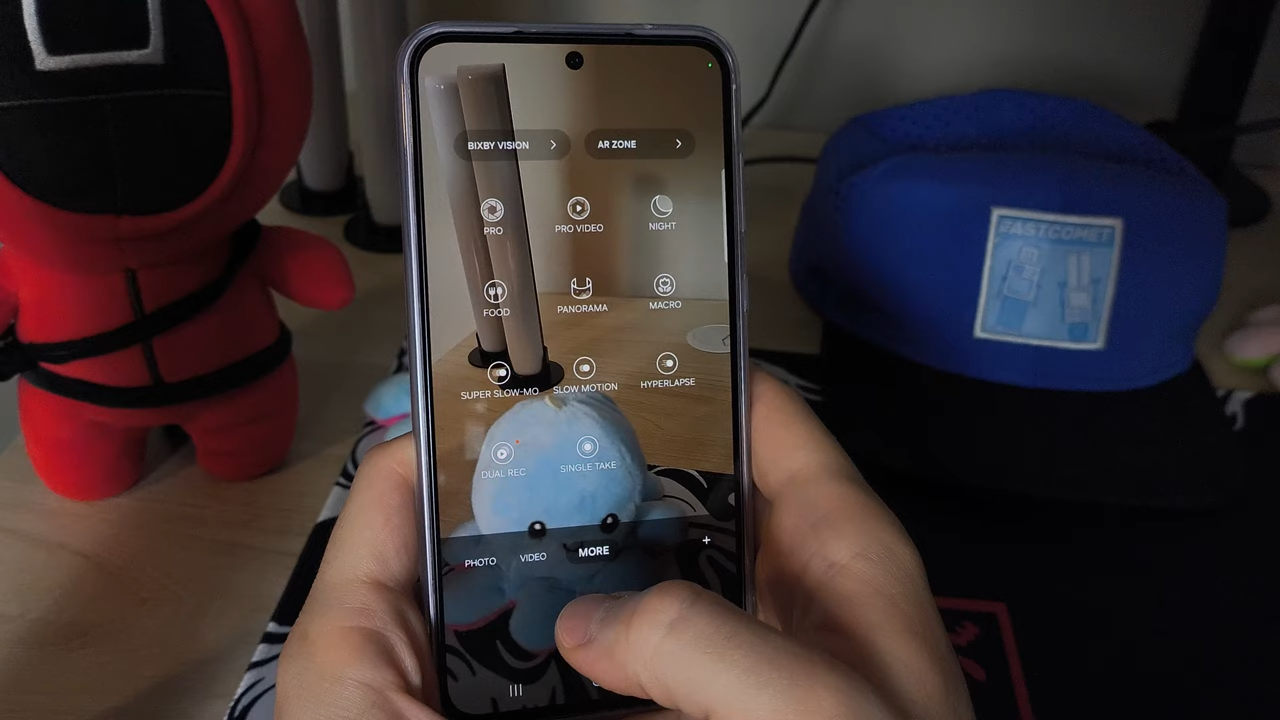 BIXBY VISION
AR ZONE
PRO
PRO VIDEO
NIGHT
FOOD
PANORAMA
MACRO
SUPER SLOW-MO
SLOW MOTION
HYPERLAPSE
DUAL REC
SINGLE TAKE
PHOTO
VIDEO
MORE
EASTCOMET